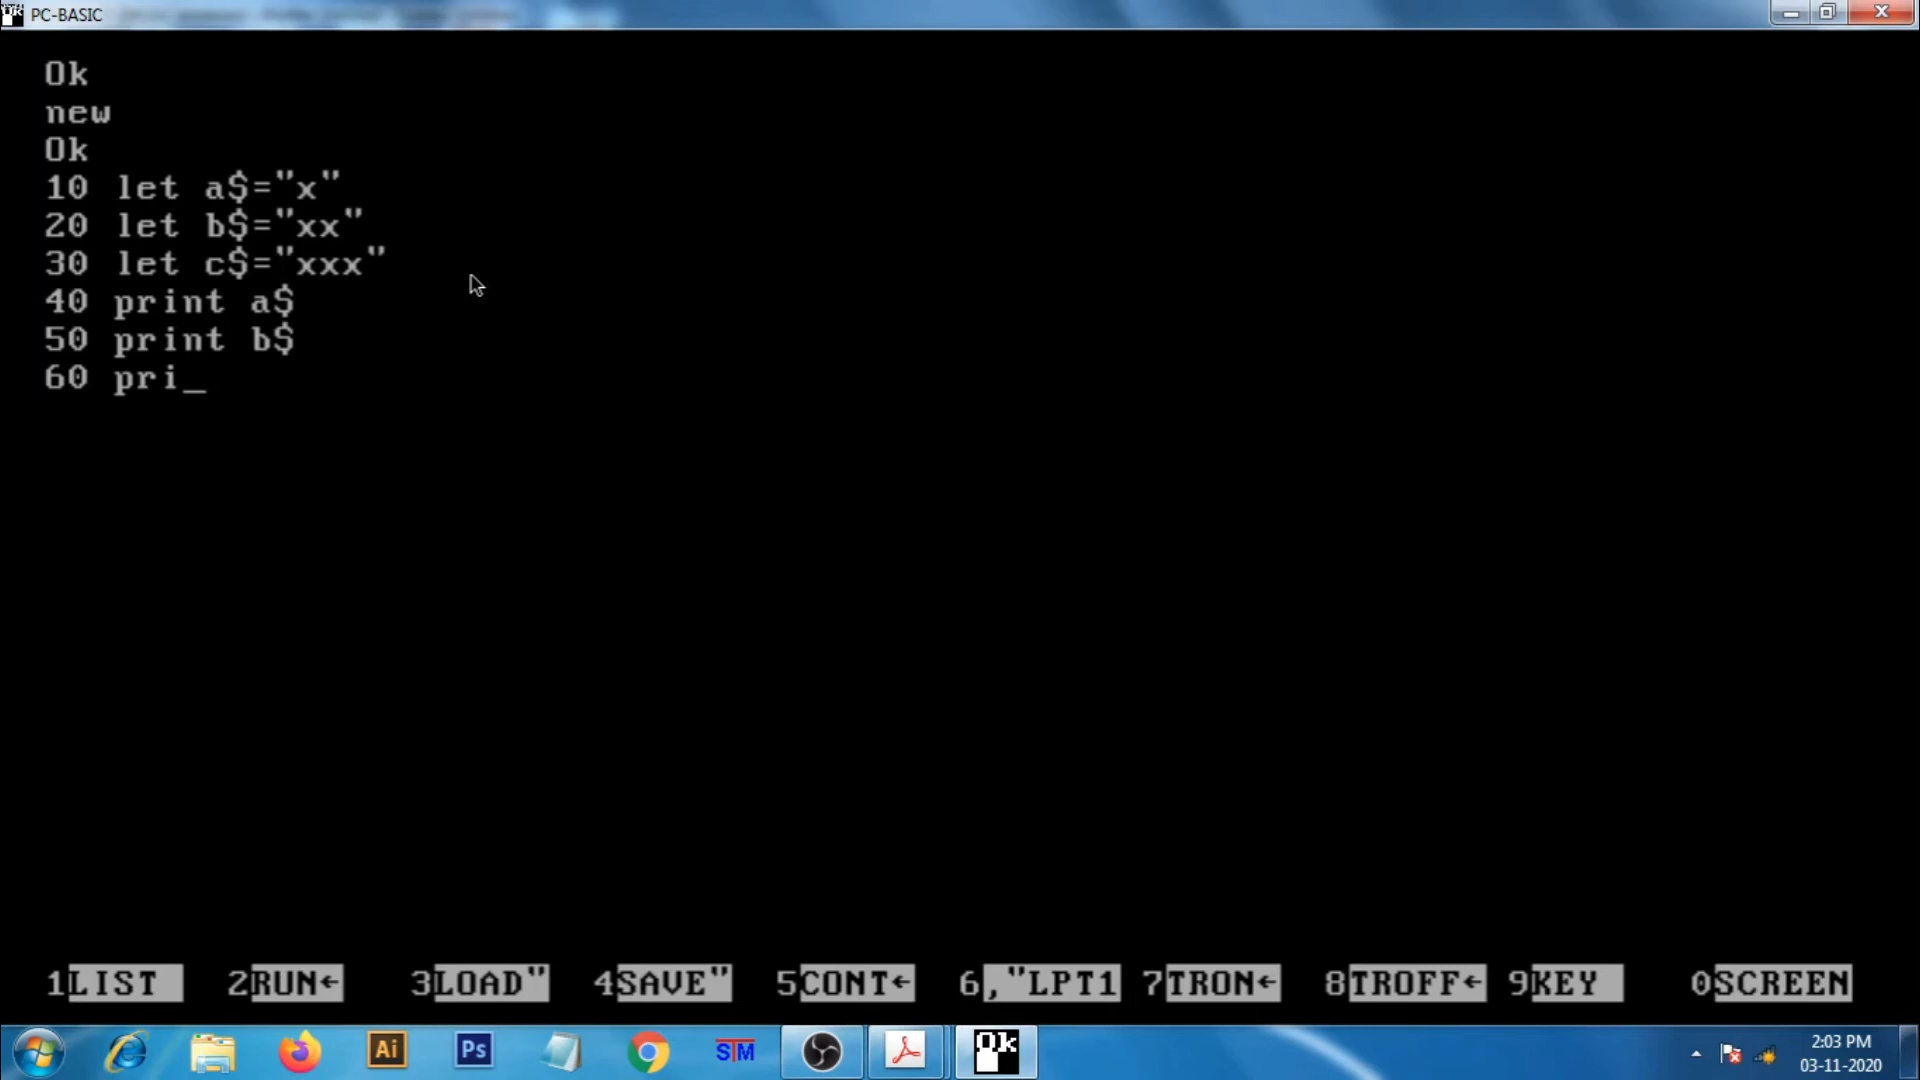 PC-BASIC
Ok
new
Ok
10 let a$="x"
20 let b$="xx"
30 let c$="xxx"
40 print a$
50 print b$
60 pri_
1LIST 2RUN← 3LOAD" 4SAVE" 5CONT← 6,"LPT1 7TRON← 8TROFF← 9KEY 0SCREEN
Ai Ps STM Ok
2:03 PM
03-11-2020